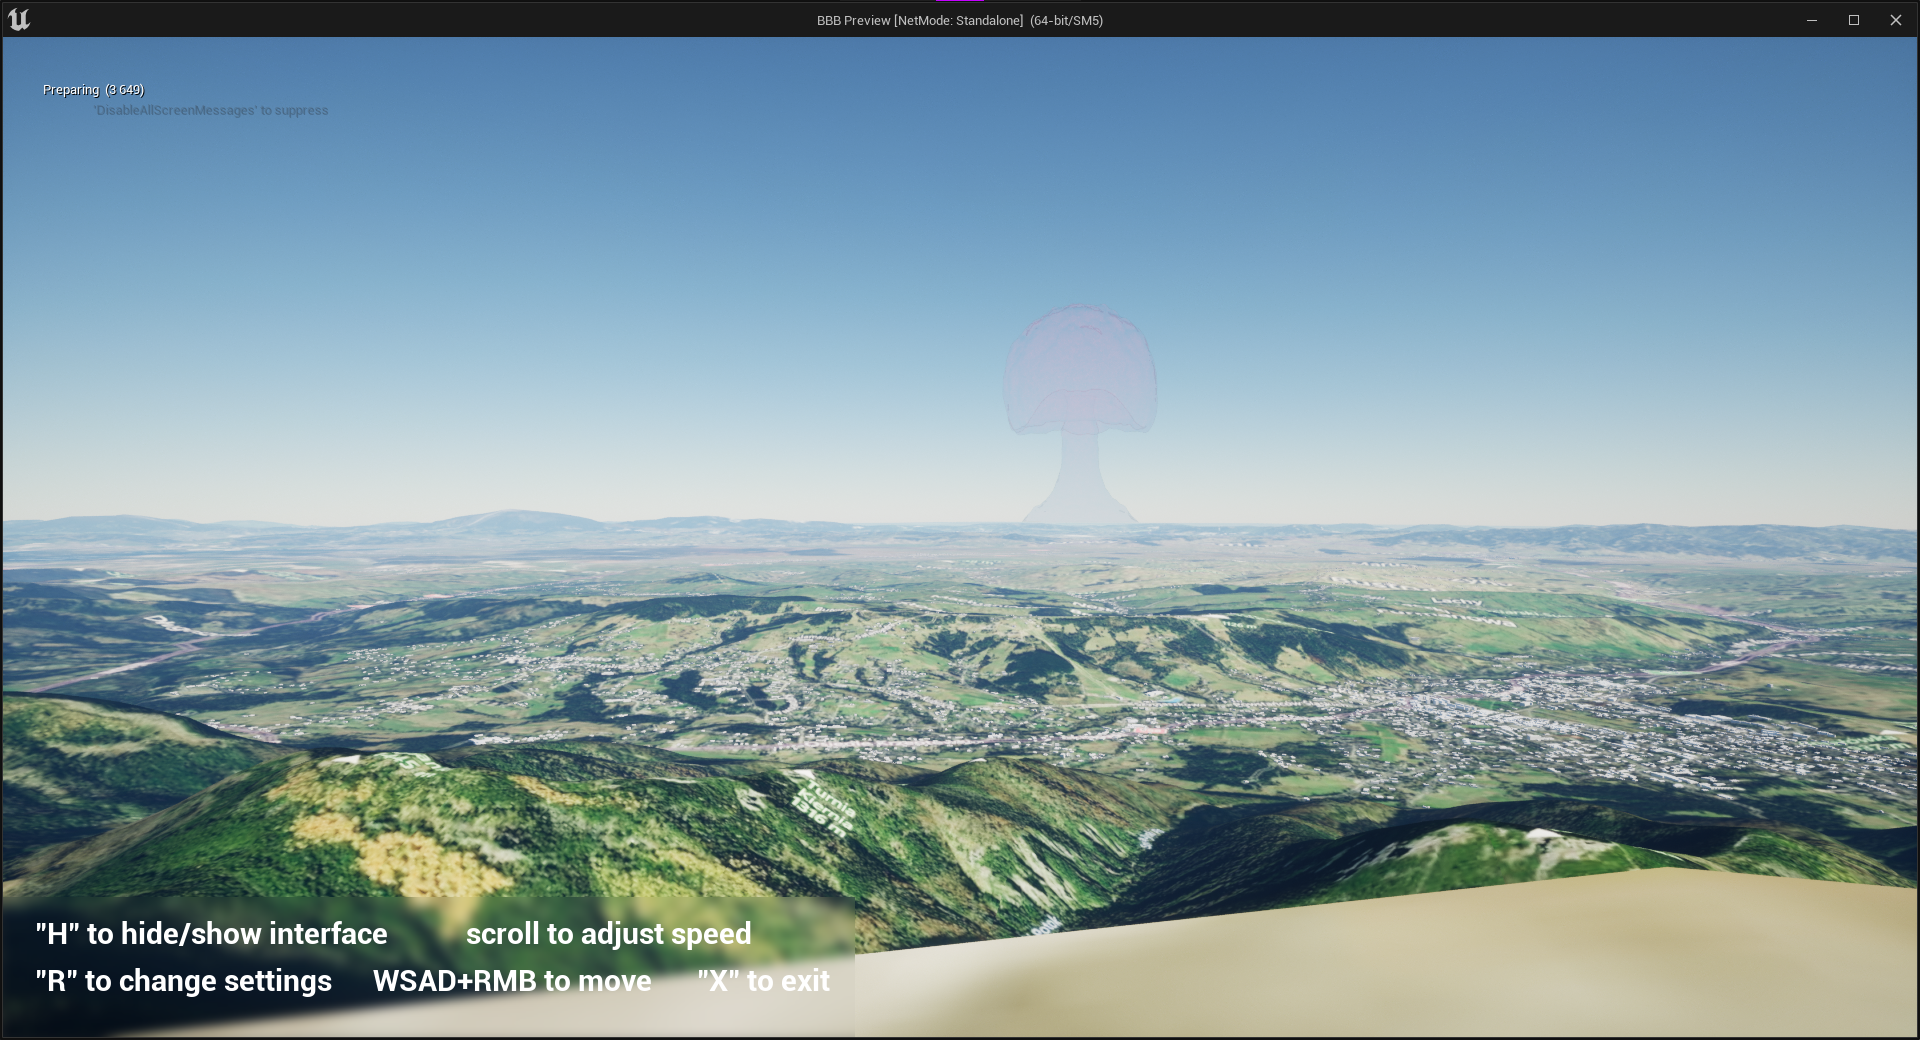 BBB Preview [NetMode: Standalone] (64-bit/SM5)
Preparing (3 649)
'DisableAllScreenMessages' to suppress
1316 m
"H" to hide/show interface scroll to adjust speed
"R" to change settings WSAD+RMB to move "X" to exit